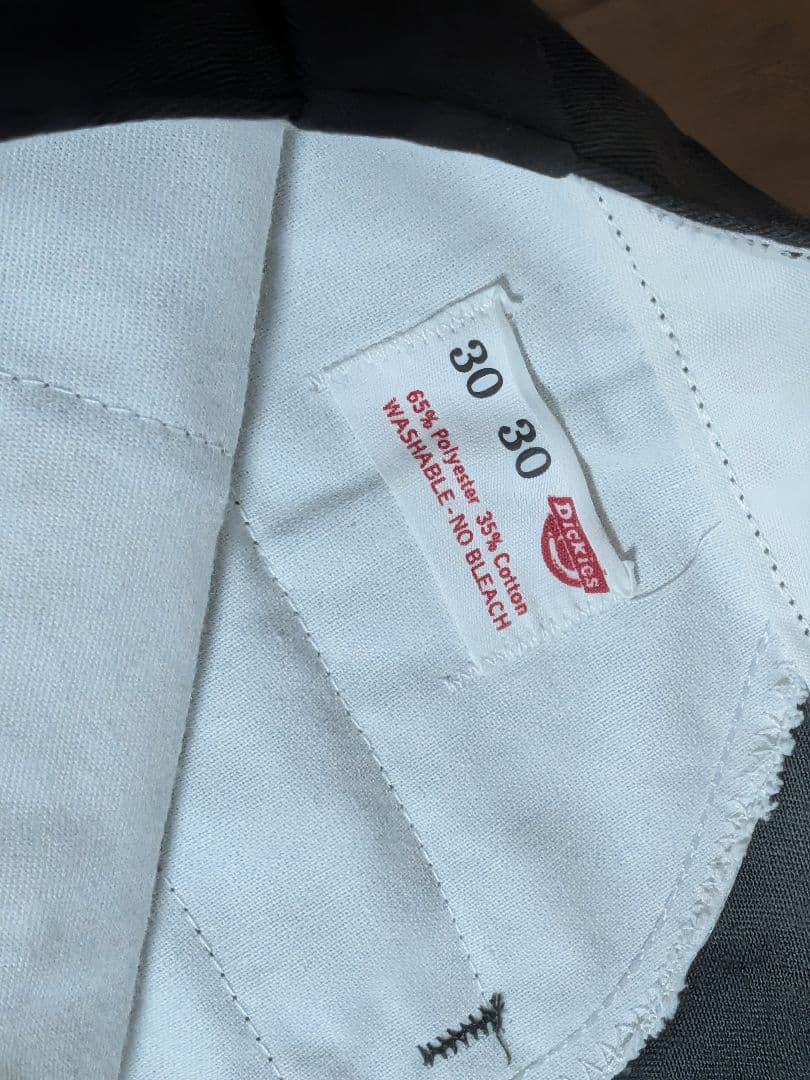 30 30
Dickies
65% Polyester 35% Cotton
WASHABLE - NO BLEACH